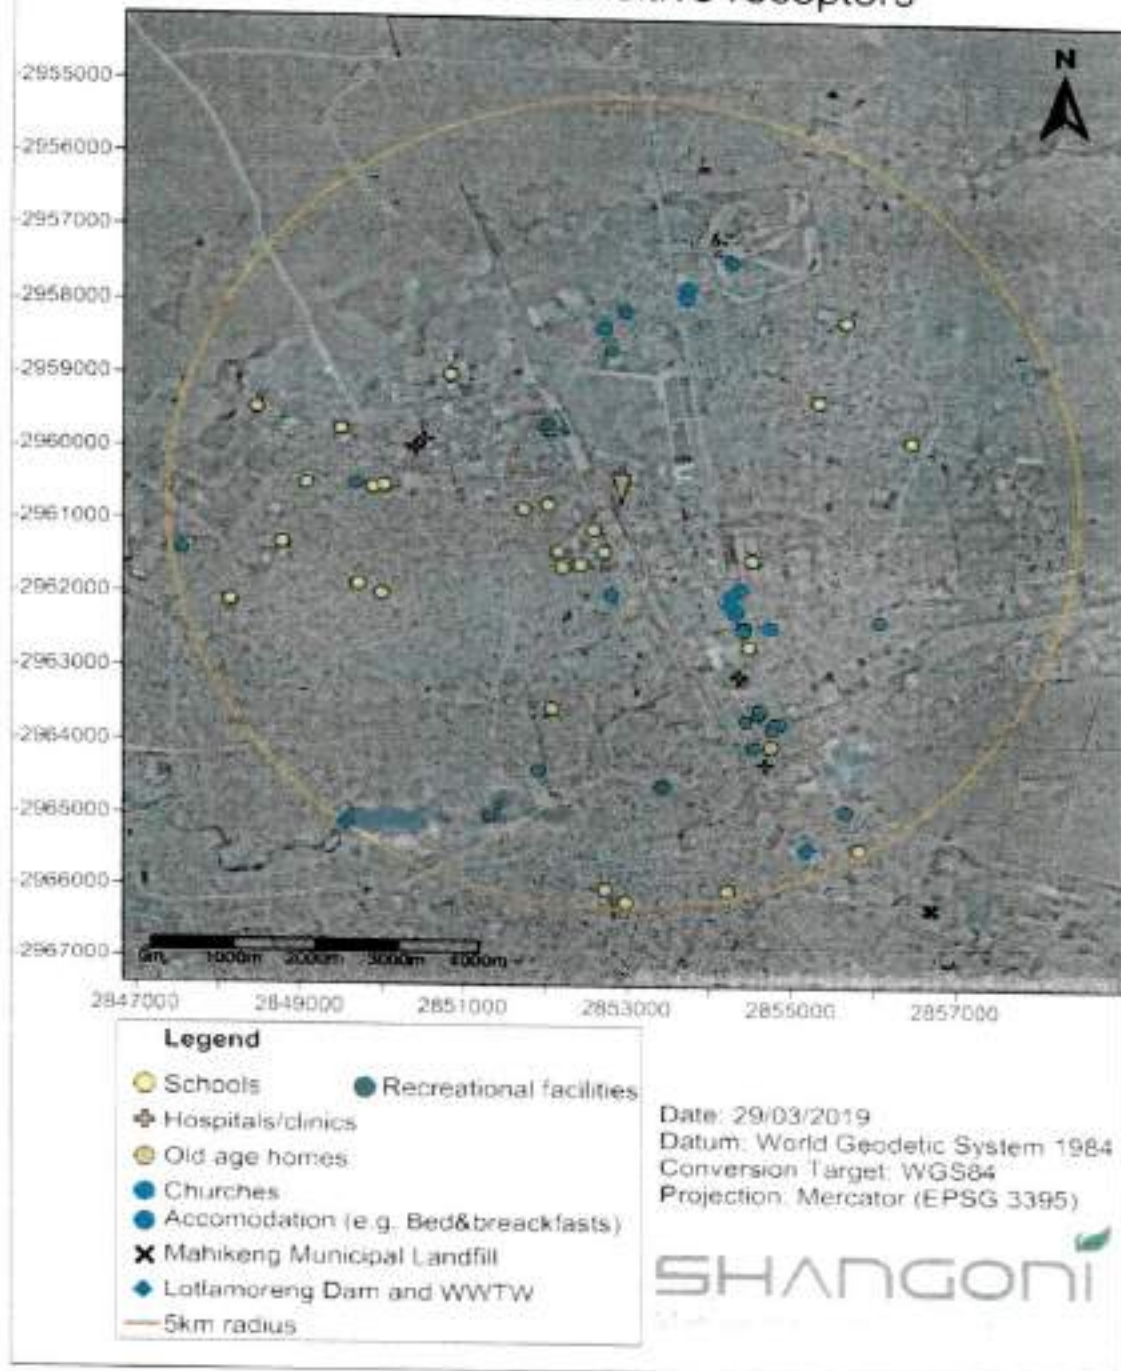 receptors
N
-2955000
-2956000
-2957000
-2958000
-2959000
-2960000
-2961000
-2962000
-2963000
-2964000
-2965000
-2966000
-2967000
0m 1000m 2000m 3000m 4000m
2847000 2849000 2851000 2853000 2855000 2857000
Legend
Schools
Recreational facilities
Hospitals/clinics
Old age homes
Churches
Accomodation (e.g. Bed&breackfasts)
Mahikeng Municipal Landfill
Lotlamoreng Dam and WWTW
5km radius
Date: 29/03/2019
Datum: World Geodetic System 1984
Conversion Target: WGS84
Projection: Mercator (EPSG 3395)
SHANGONI